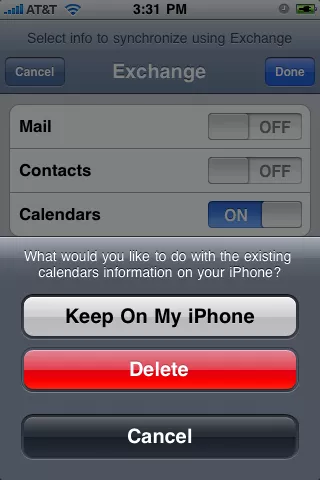 AT&T 3:31 PM
Select info to synchronize using Exchange
Cancel Exchange Done
Mail OFF
Contacts OFF
Calendars ON
What would you like to do with the existing
calendars information on your iPhone?
Keep On My iPhone
Delete
Cancel